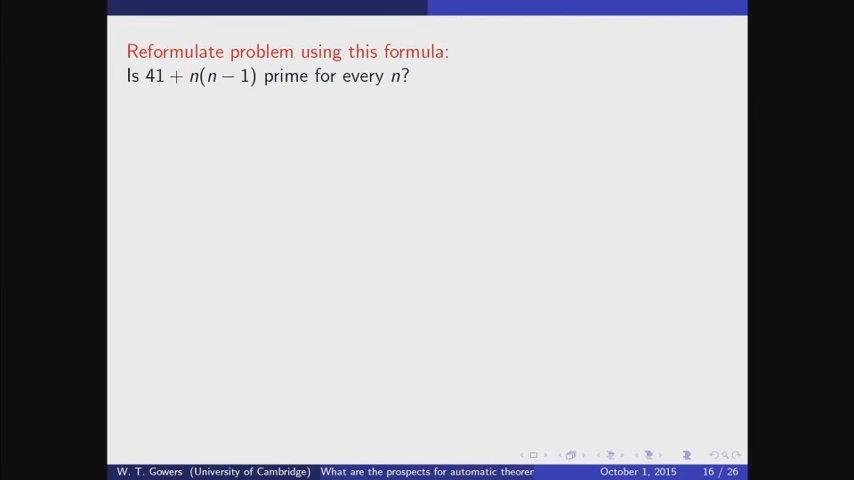 Reformulate problem using this formula:
Is 41 + n(n − 1) prime for every n?
W. T. Gowers (University of Cambridge) What are the prospects for automatic theorem October 1, 2015 16 / 26